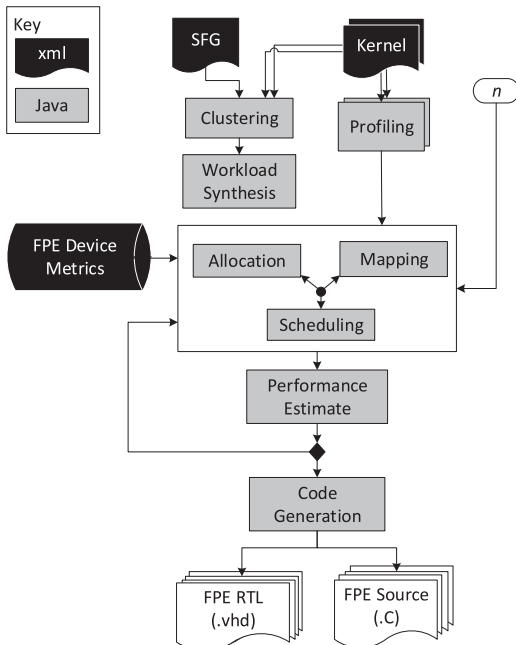 Key
xml
Java
SFG
Kernel
n
Clustering
Profiling
Workload
Synthesis
FPE Device
Metrics
Allocation
Mapping
Scheduling
Performance
Estimate
Code
Generation
FPE RTL
(.vhd)
FPE Source
(.C)